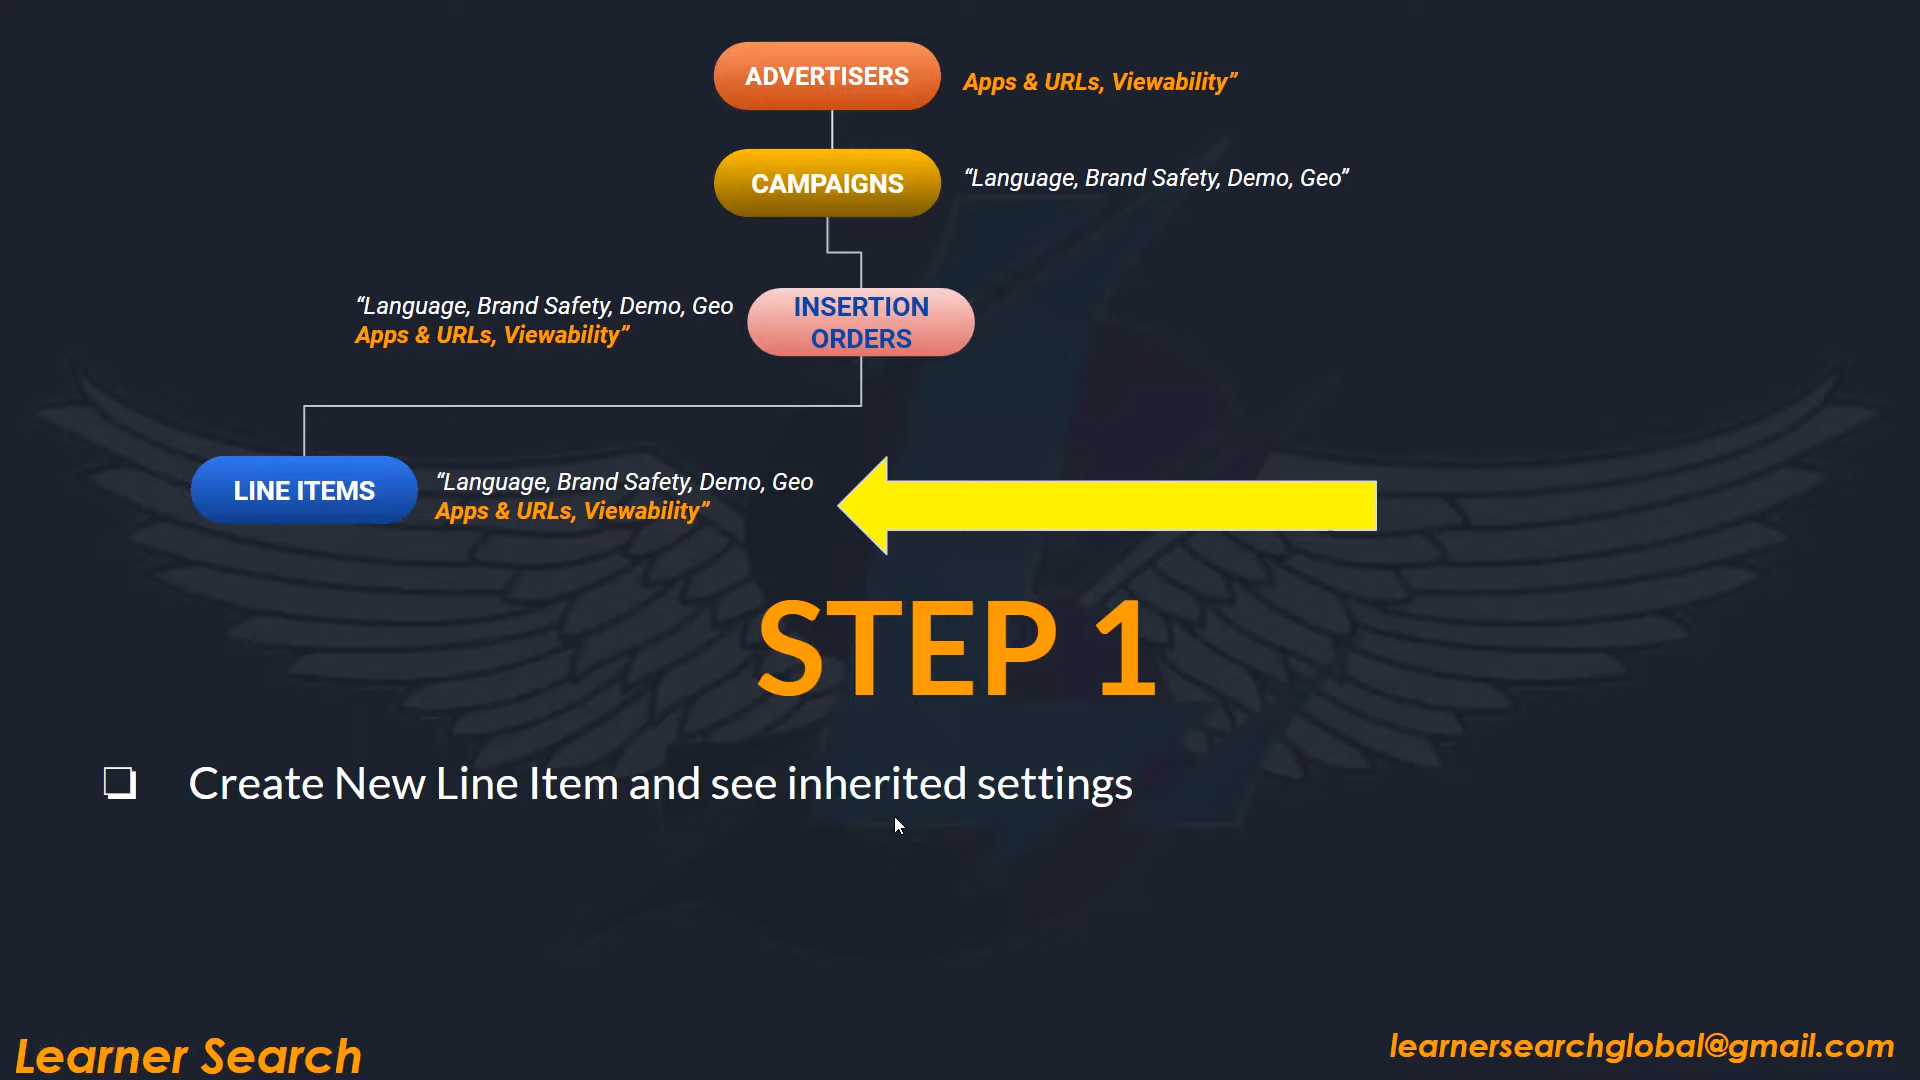 ADVERTISERS
Apps & URLs, Viewability”
CAMPAIGNS
“Language, Brand Safety, Demo, Geo”
“Language, Brand Safety, Demo, Geo
Apps & URLs, Viewability”
INSERTION
ORDERS
LINE ITEMS
“Language, Brand Safety, Demo, Geo
Apps & URLs, Viewability”
STEP 1
❏ Create New Line Item and see inherited settings
Learner Search
learnersearchglobal@gmail.com